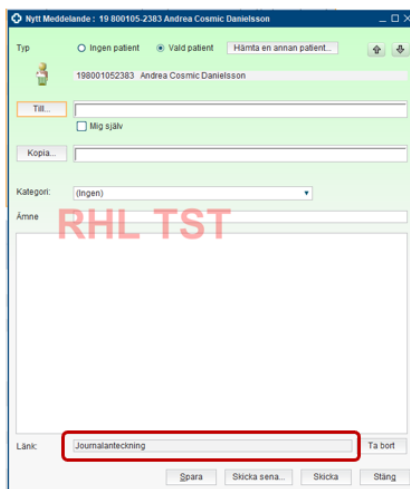 Nytt Meddelande : 19 800105-2383 Andrea Cosmic Danielsson
Typ Ingen patient Vald patient Hämta en annan patient...
198001052383 Andrea Cosmic Danielsson
Till...
Mig själv
Kopia...
Kategori: (Ingen)
Ämne
RHL TST
Länk: Journalanteckning Ta bort
Spara Skicka sena... Skicka Stäng